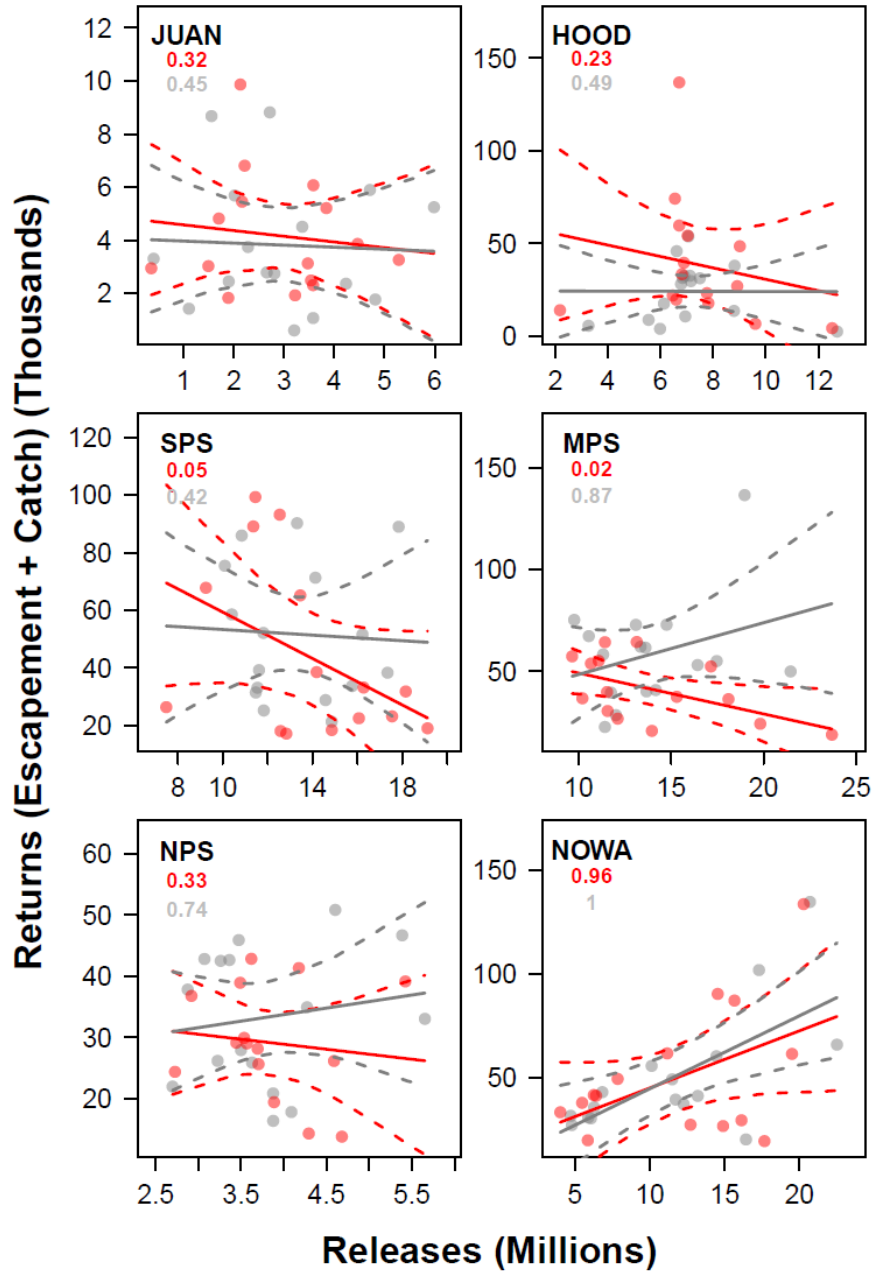 Returns (Escapement + Catch) (Thousands)
JUAN
0.32
0.45
12
10
8
6
4
2
1 2 3 4 5 6
HOOD
0.23
0.49
150
100
50
0
2 4 6 8 10 12
SPS
0.05
0.42
120
100
80
60
40
20
8 10 14 18
MPS
0.02
0.87
150
100
50
10 15 20 25
NPS
0.33
0.74
60
50
40
30
20
2.5 3.5 4.5 5.5
NOWA
0.96
1
150
100
50
5 10 15 20
Releases (Millions)